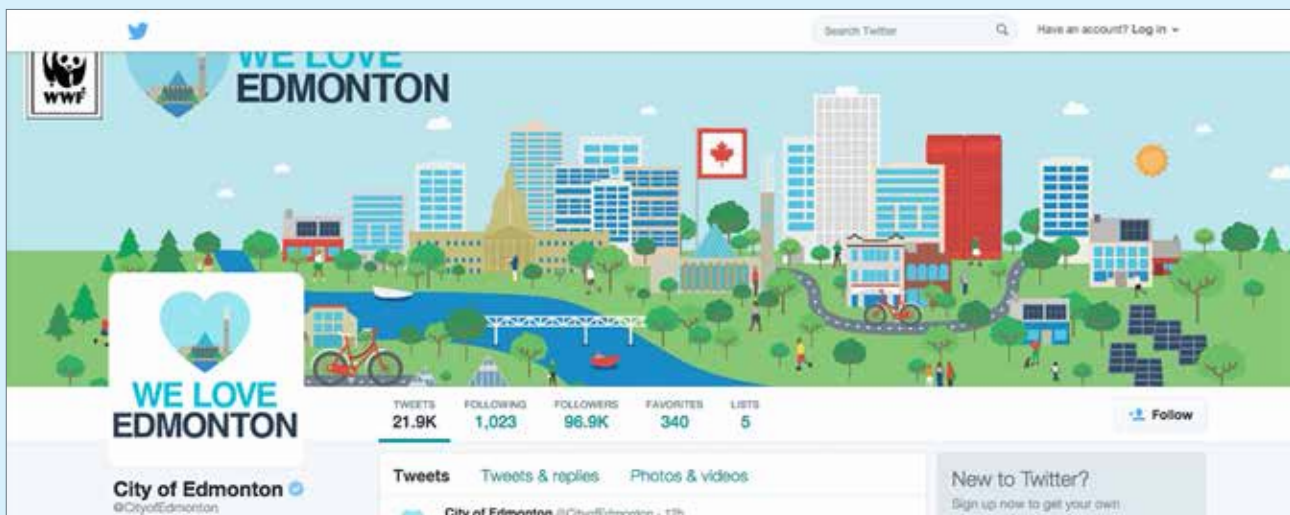 Search Twitter
Have an account? Log in
WWF
WE LOVE
EDMONTON
WE LOVE
EDMONTON
TWEETS FOLLOWING FOLLOWERS FAVORITES LISTS
21.9K 1,023 96.9K 340 5
Follow
Tweets Tweets & replies Photos & videos
New to Twitter?
Sign up now to get your own
City of Edmonton
@CityofEdmonton
City of Edmonton @CityofEdmonton · 12h